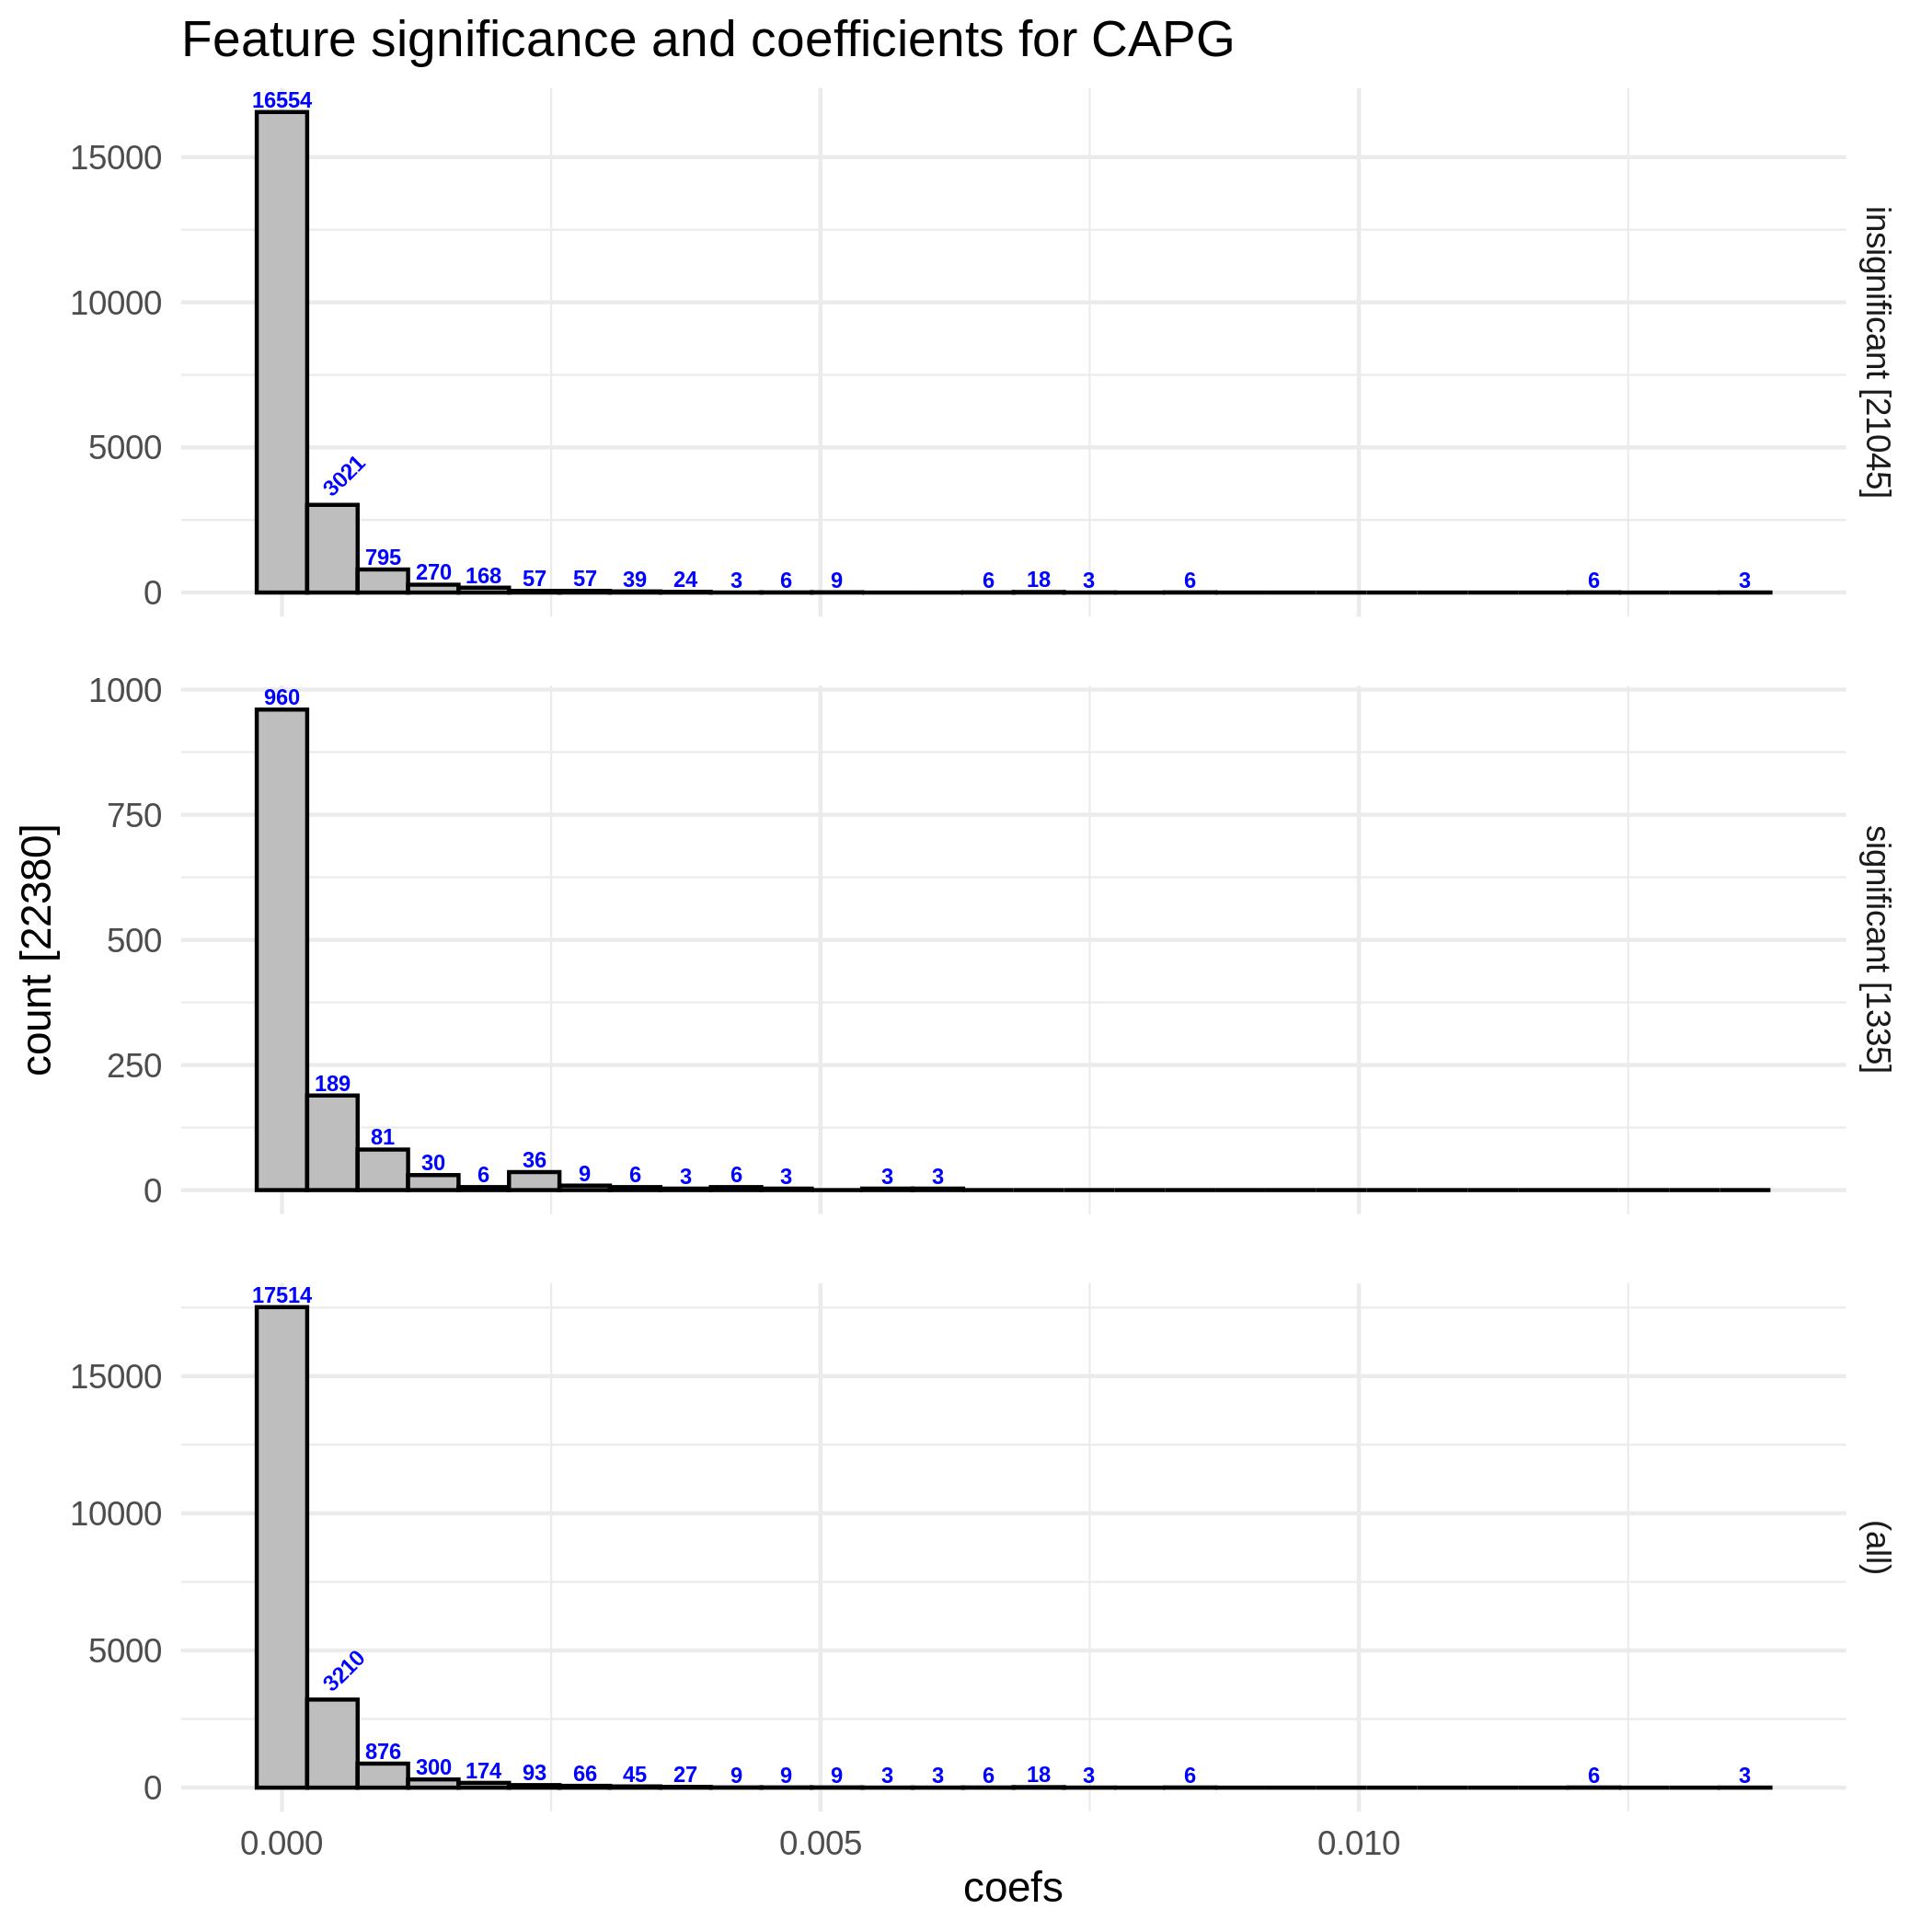 Feature significance and coefficients for CAPG
16554
15000
10000
5000
0
3021
795 270 168 57 57 39 24 3 6 9 6 18 3 6 6 3
insignificant [21045]
count [22380]
1000
750
500
250
0
960
189
81
30 6 36 9 6 3 6 3 3 3
significant [1335]
17514
15000
10000
5000
0
3210
876 300 174 93 66 45 27 9 9 9 3 3 6 18 3 6 6 3
(all)
0.000 0.005 0.010
coefs